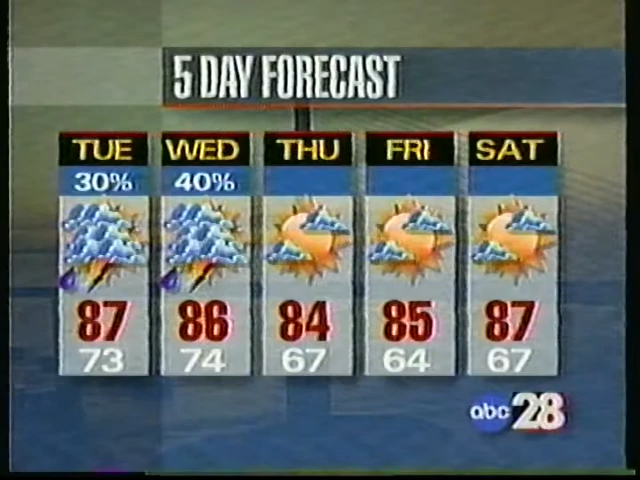 5 DAY FORECAST
TUE WED THU FRI SAT
30% 40%
87 86 84 85 87
73 74 67 64 67
abc 28